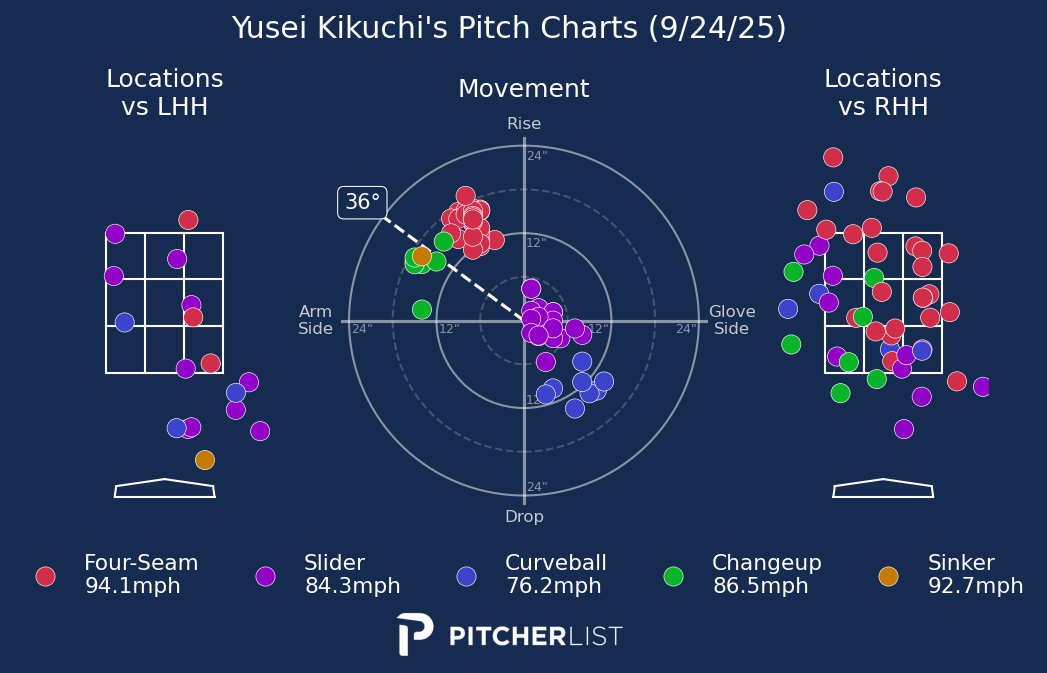 Yusei Kikuchi's Pitch Charts (9/24/25)
Locations
vs LHH
Movement
Locations
vs RHH
Rise
24"
36°
12"
Arm
Side
24"
12"
12"
24"
Glove
Side
12"
24"
Drop
Four-Seam
94.1mph
Slider
84.3mph
Curveball
76.2mph
Changeup
86.5mph
Sinker
92.7mph
PITCHERLIST